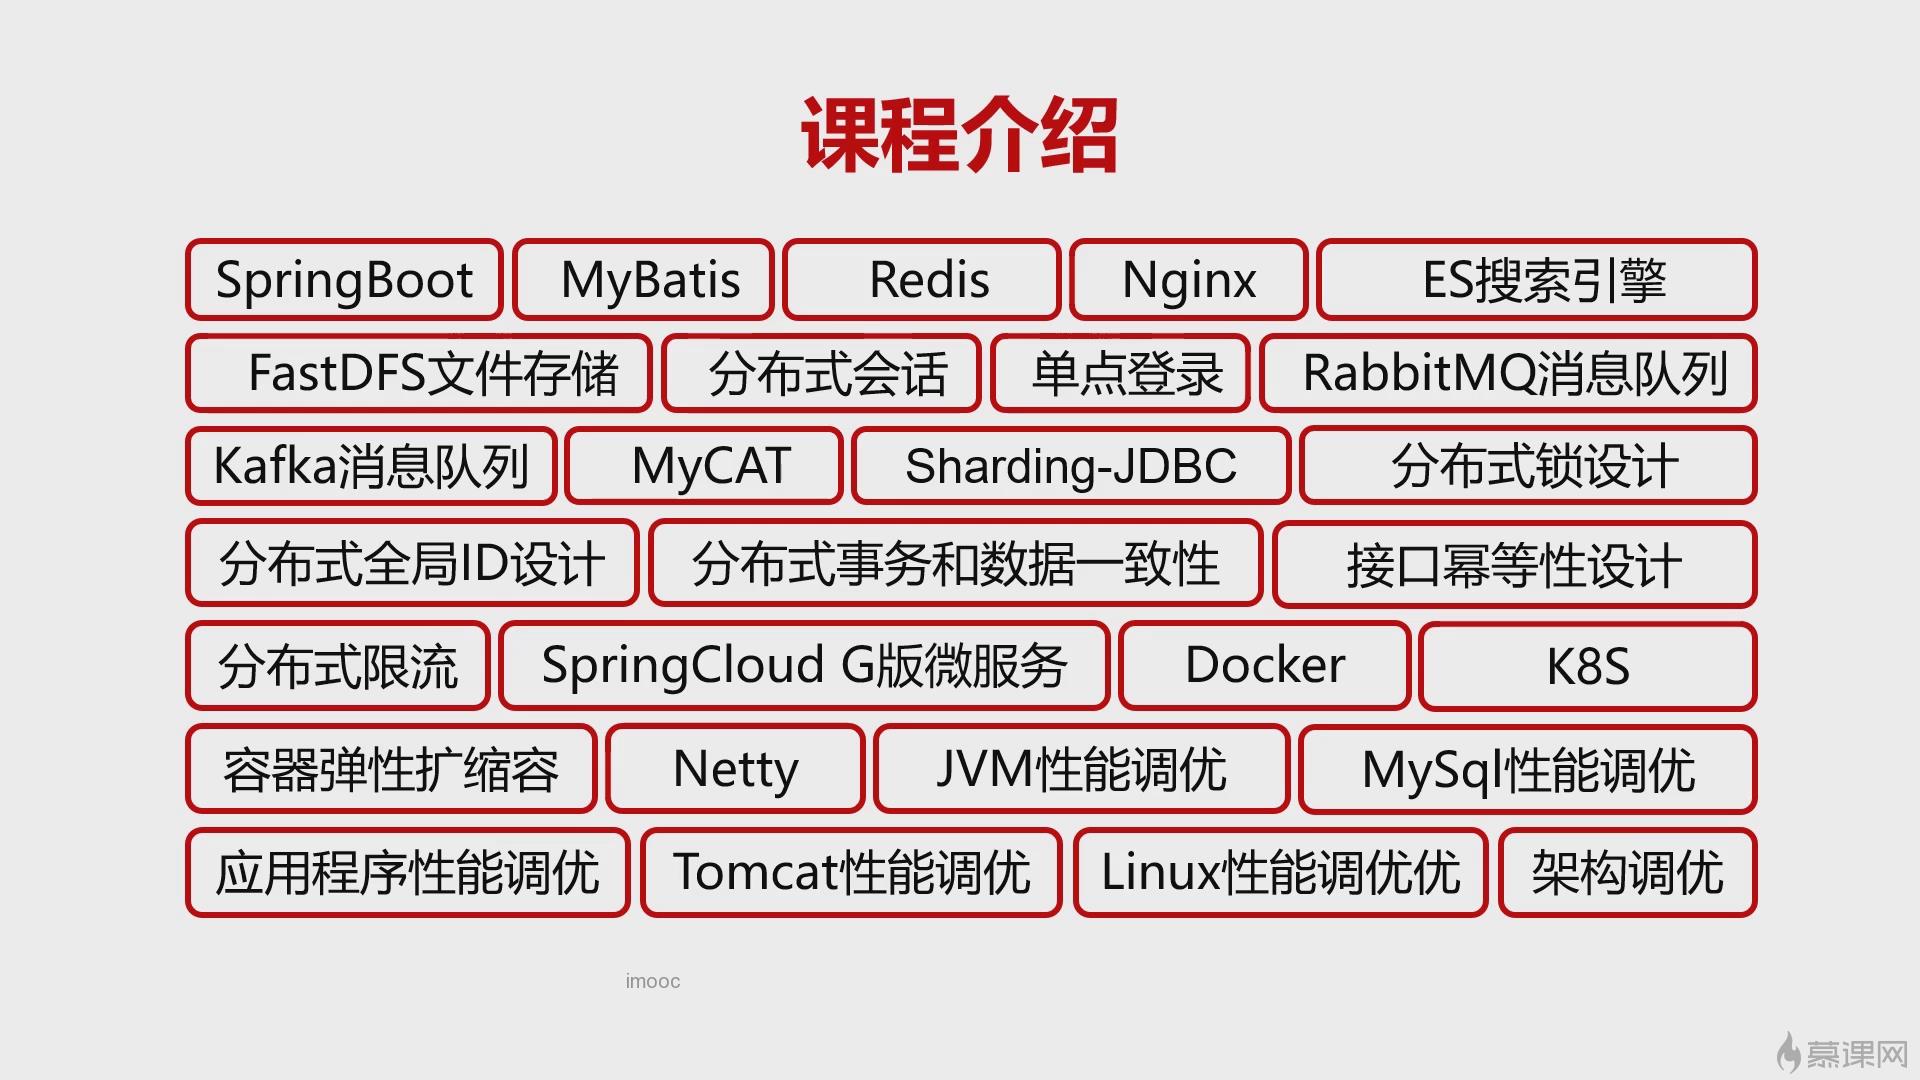 课程介绍
SpringBoot MyBatis Redis Nginx ES搜索引擎
FastDFS文件存储 分布式会话 单点登录 RabbitMQ消息队列
Kafka消息队列 MyCAT Sharding-JDBC 分布式锁设计
分布式全局ID设计 分布式事务和数据一致性 接口幂等性设计
分布式限流 SpringCloud G版微服务 Docker K8S
容器弹性扩缩容 Netty JVM性能调优 MySql性能调优
应用程序性能调优 Tomcat性能调优 Linux性能调优优 架构调优
imooc
慕课网